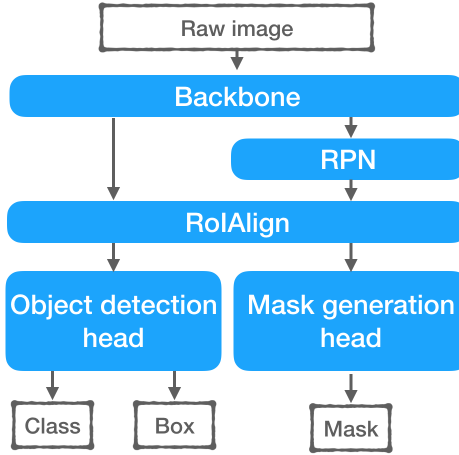 Raw image
Backbone
RPN
RoIAlign
Object detection
head
Mask generation
head
Class
Box
Mask